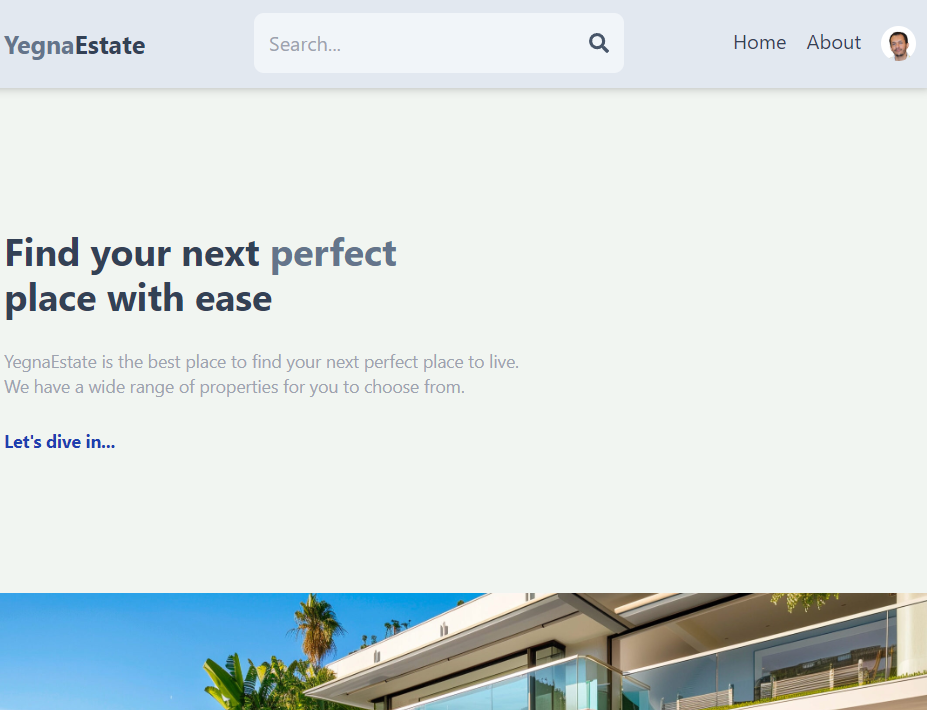 YegnaEstate
Search...
Home
About
Find your next perfect
place with ease
YegnaEstate is the best place to find your next perfect place to live.
We have a wide range of properties for you to choose from.
Let's dive in...